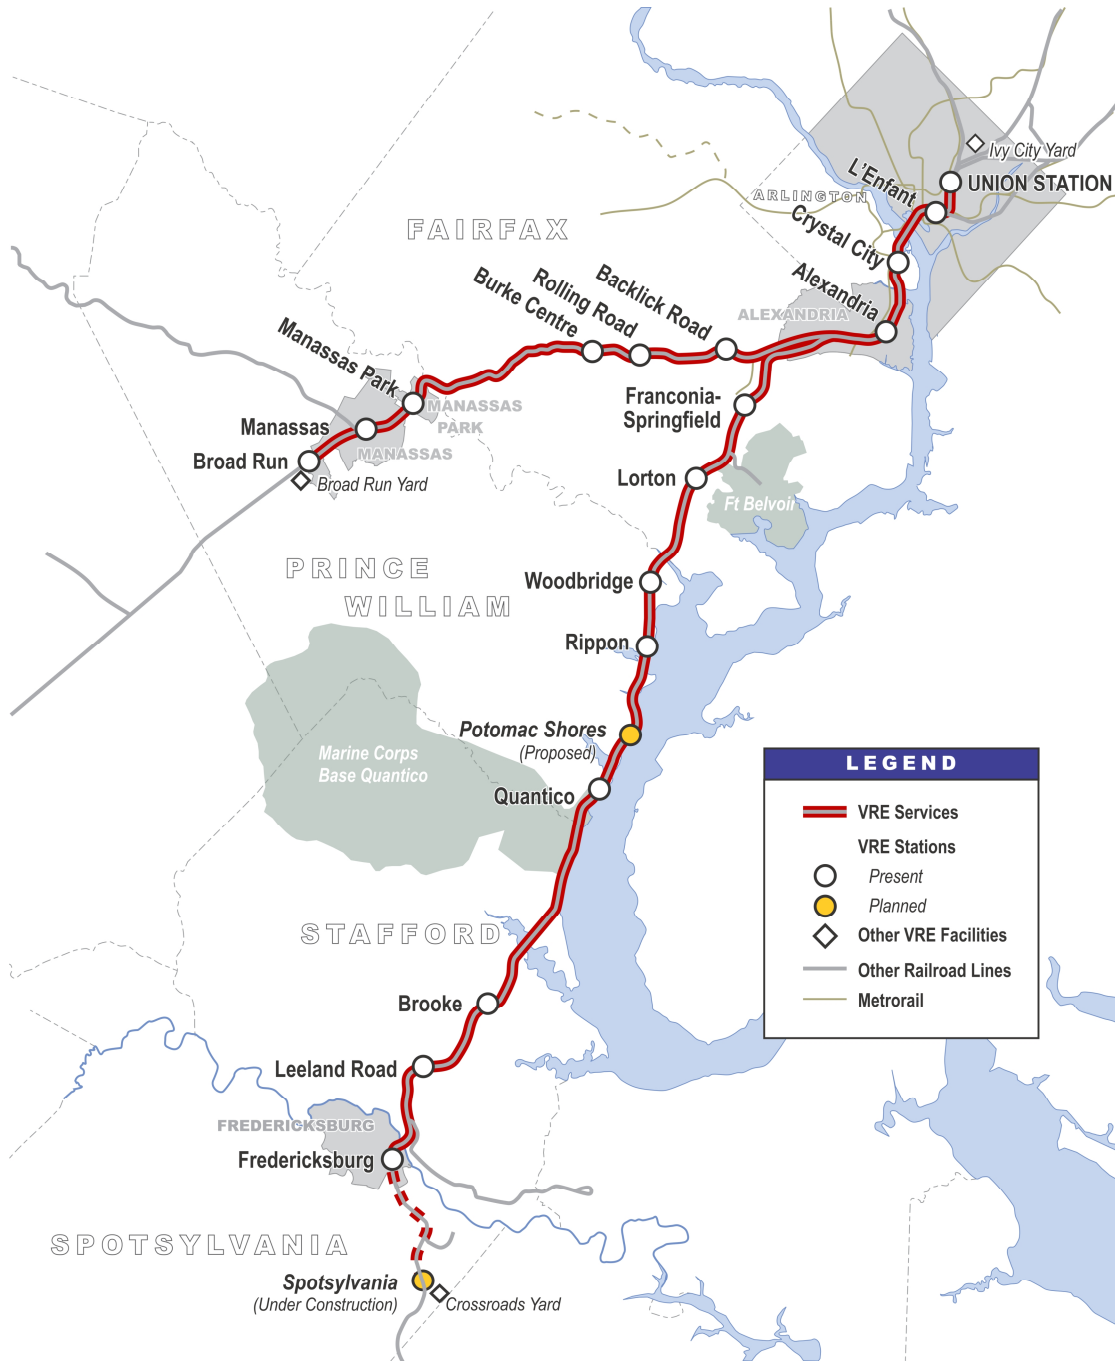 Ivy City Yard
L'Enfant
UNION STATION
ARLINGTON
Crystal City
FAIRFAX
Alexandria
Backlick Road
Rolling Road
Burke Centre
ALEXANDRIA
Manassas Park
Franconia-
Springfield
MANASSAS
PARK
Manassas
MANASSAS
Broad Run
Broad Run Yard
Lorton
Ft Belvoir
PRINCE
WILLIAM
Woodbridge
Rippon
Potomac Shores
(Proposed)
Marine Corps
Base Quantico
Quantico
LEGEND
VRE Services
VRE Stations
Present
Planned
Other VRE Facilities
Other Railroad Lines
Metrorail
STAFFORD
Brooke
Leeland Road
FREDERICKSBURG
Fredericksburg
SPOTSYLVANIA
Spotsylvania
(Under Construction)
Crossroads Yard